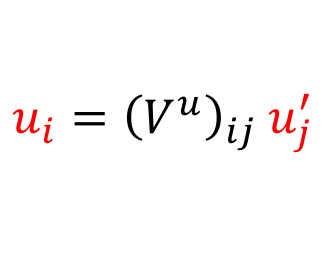 $u_i = (V^u)_{ij} \, u'_j$